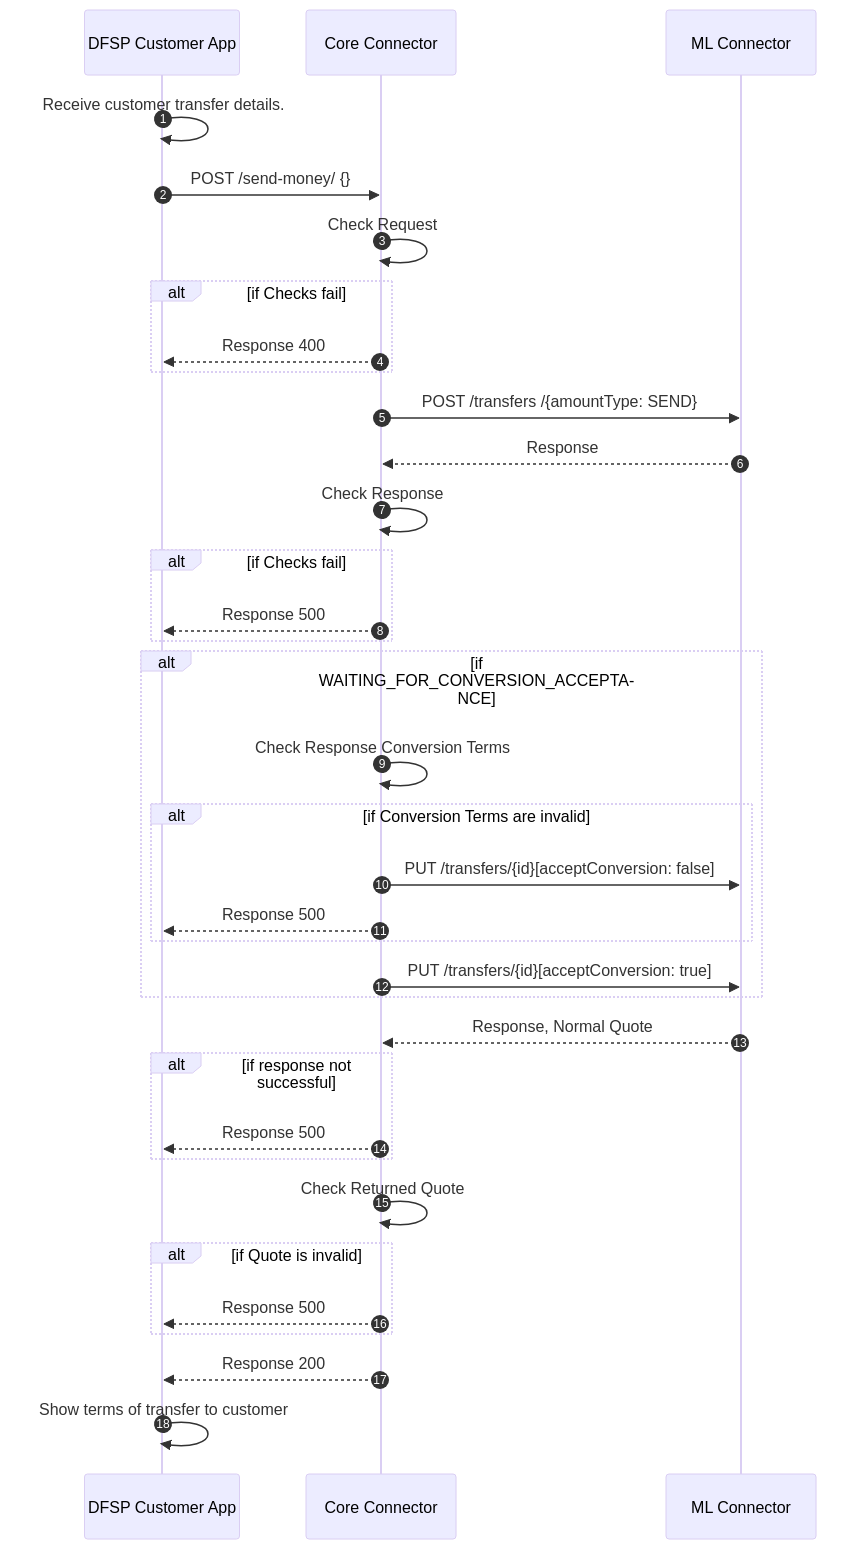 DFSP Customer App
Core Connector
ML Connector
Receive customer transfer details.
1
POST /send-money/ {}
2
Check Request
3
alt
[if Checks fail]
Response 400
4
POST /transfers /{amountType: SEND}
5
Response
6
Check Response
7
alt
[if Checks fail]
Response 500
8
alt
[if
WAITING_FOR_CONVERSION_ACCEPTA-
NCE]
Check Response Conversion Terms
9
alt
[if Conversion Terms are invalid]
PUT /transfers/{id}[acceptConversion: false]
10
Response 500
11
PUT /transfers/{id}[acceptConversion: true]
12
Response, Normal Quote
13
alt
[if response not
successful]
Response 500
14
Check Returned Quote
15
alt
[if Quote is invalid]
Response 500
16
Response 200
17
Show terms of transfer to customer
18
DFSP Customer App
Core Connector
ML Connector